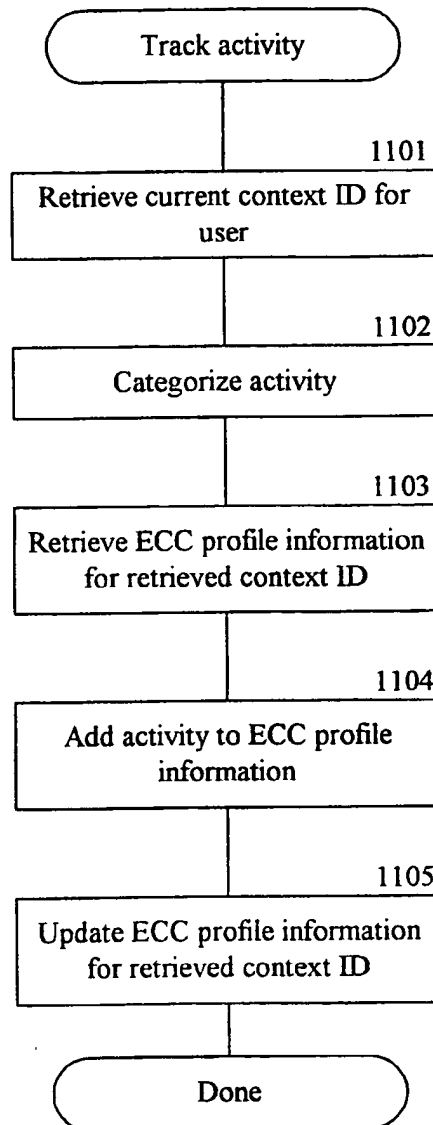 Track activity
1101
Retrieve current context ID for
user
1102
Categorize activity
1103
Retrieve ECC profile information
for retrieved context ID
1104
Add activity to ECC profile
information
1105
Update ECC profile information
for retrieved context ID
Done